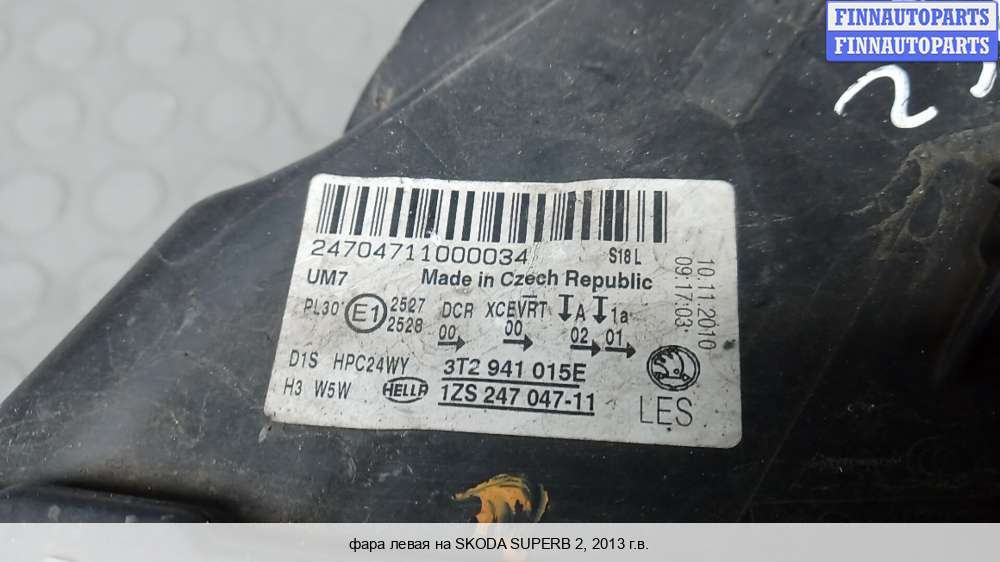 FINNAUTOPARTS
FINNAUTOPARTS
24704711000034 S18 L
UM7 Made in Czech Republic
10.11.2010
09:17:03
PL30 E1 2527 2528 DCR XCEVRT A 1a
00 00 02 01
D1S HPC24WY 3T2 941 015E
H3 W5W HELLA 1ZS 247 047-11 LES
фара левая на SKODA SUPERB 2, 2013 г.в.